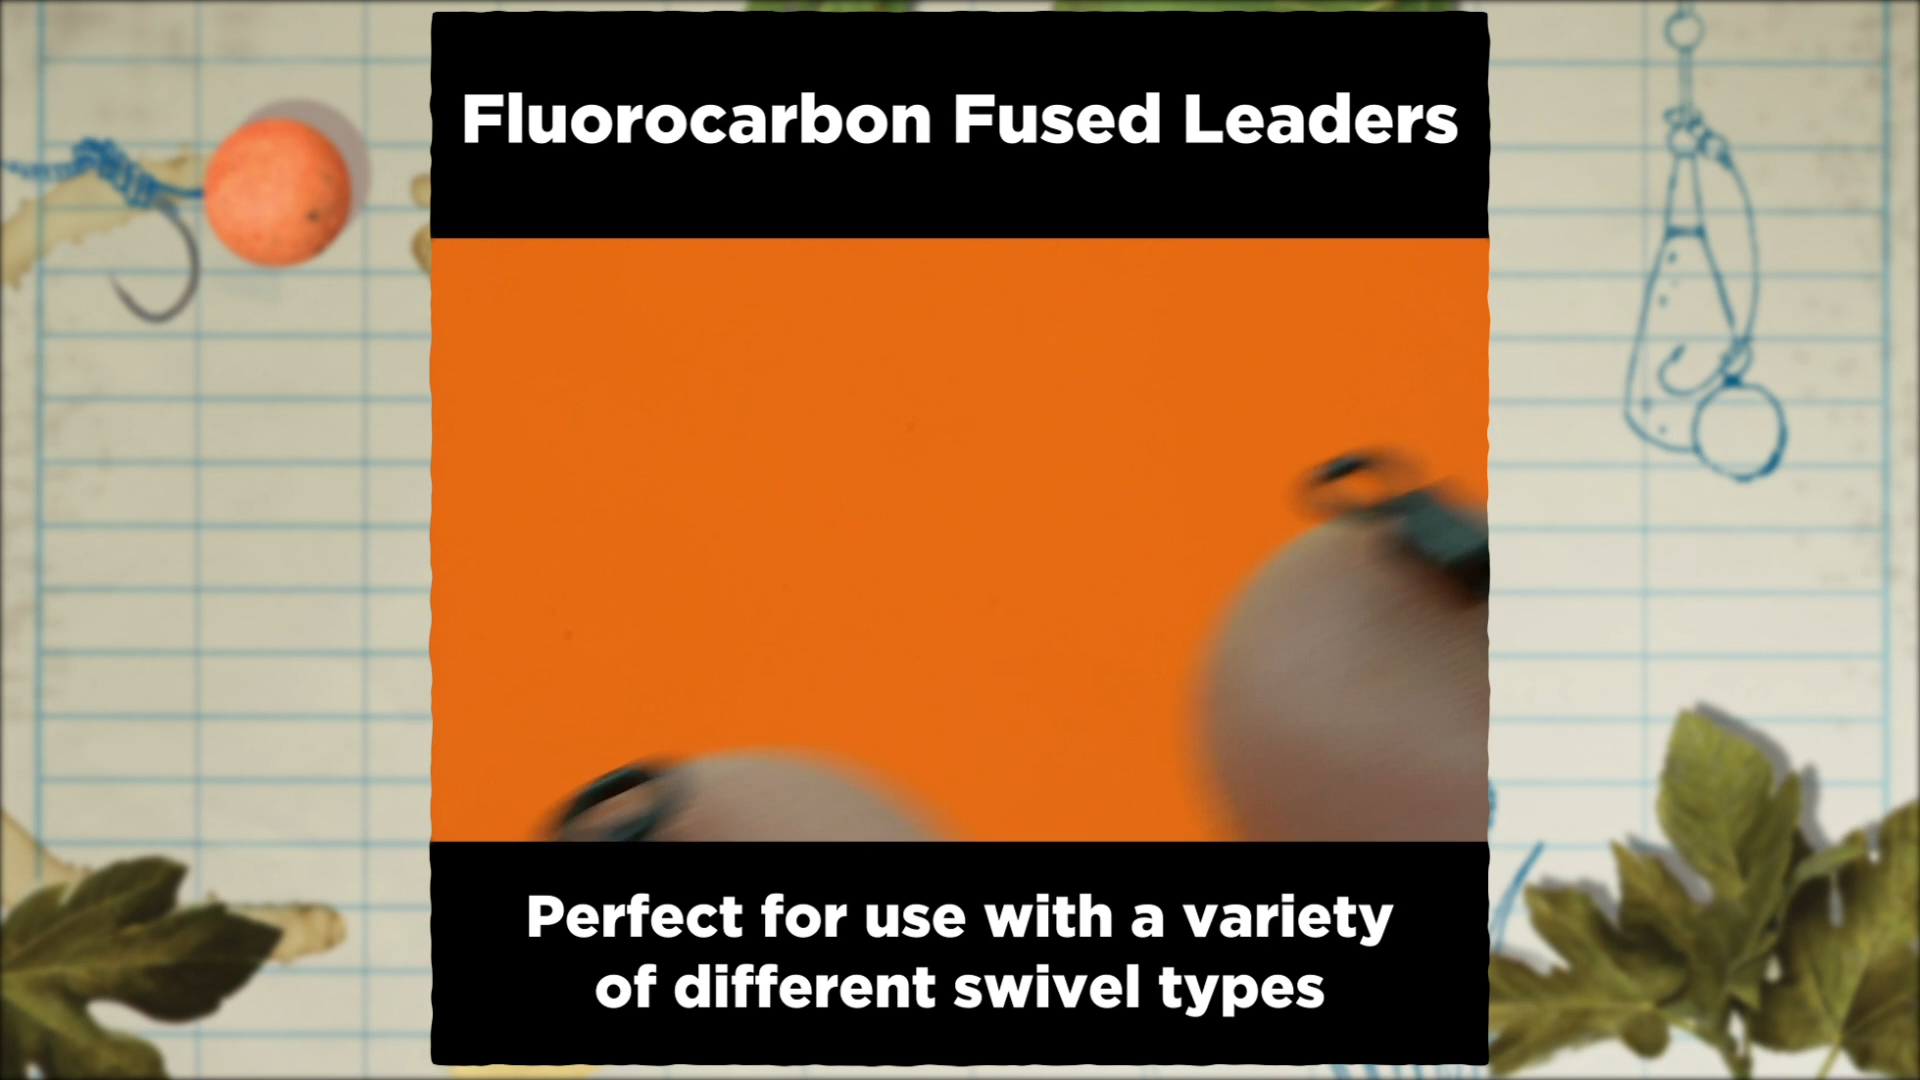 Fluorocarbon Fused Leaders
Perfect for use with a variety
of different swivel types